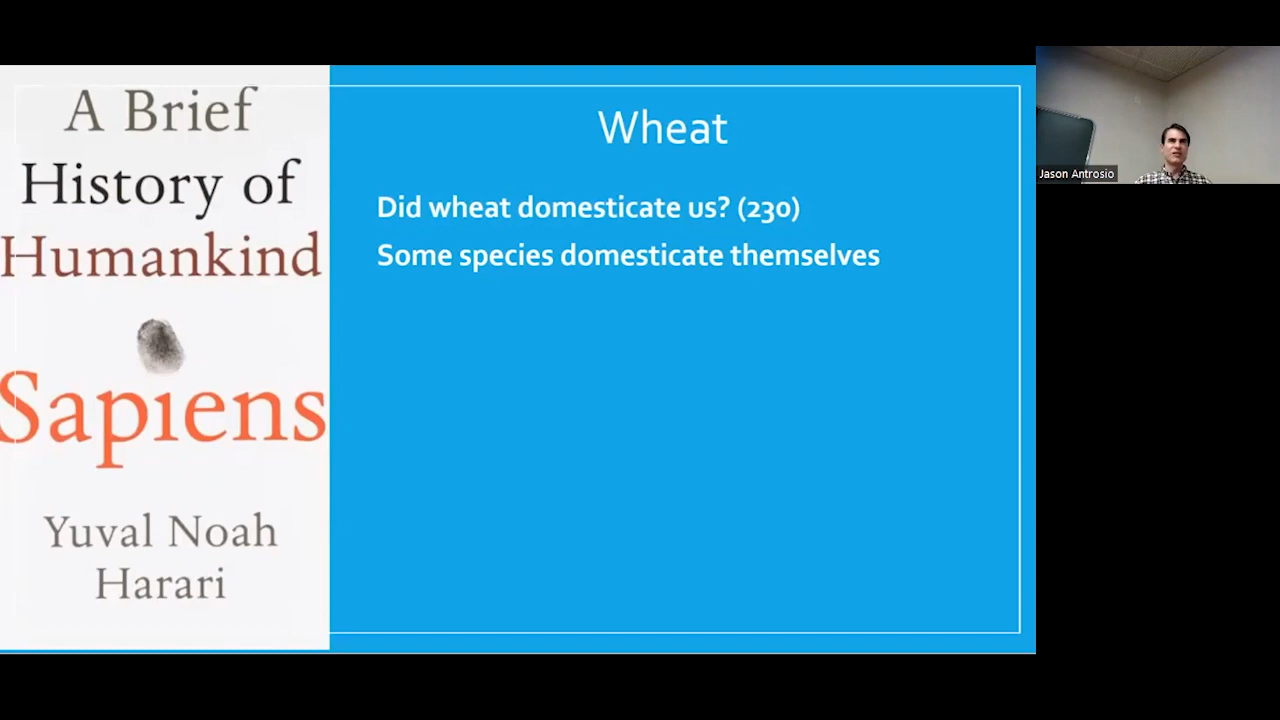 A Brief
History of
Humankind
Sapiens
Yuval Noah
Harari
Wheat
Did wheat domesticate us? (230)
Some species domesticate themselves
Jason Antrosio